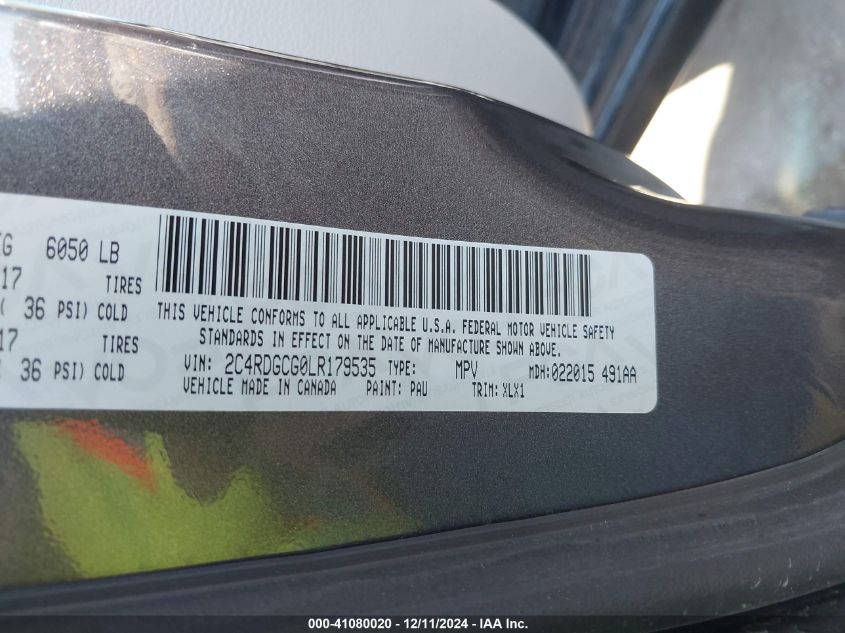 KG 6050 LB
17 TIRES
( 36 PSI) COLD
17 TIRES
36 PSI) COLD
THIS VEHICLE CONFORMS TO ALL APPLICABLE U.S.A. FEDERAL MOTOR VEHICLE SAFETY
STANDARDS IN EFFECT ON THE DATE OF MANUFACTURE SHOWN ABOVE.
VIN: 2C4RDGCG0LR179535 TYPE: MPV MDH:022015 491AA
VEHICLE MADE IN CANADA PAINT: PAU TRIM: XLX1
000-41080020 - 12/11/2024 - IAA Inc.